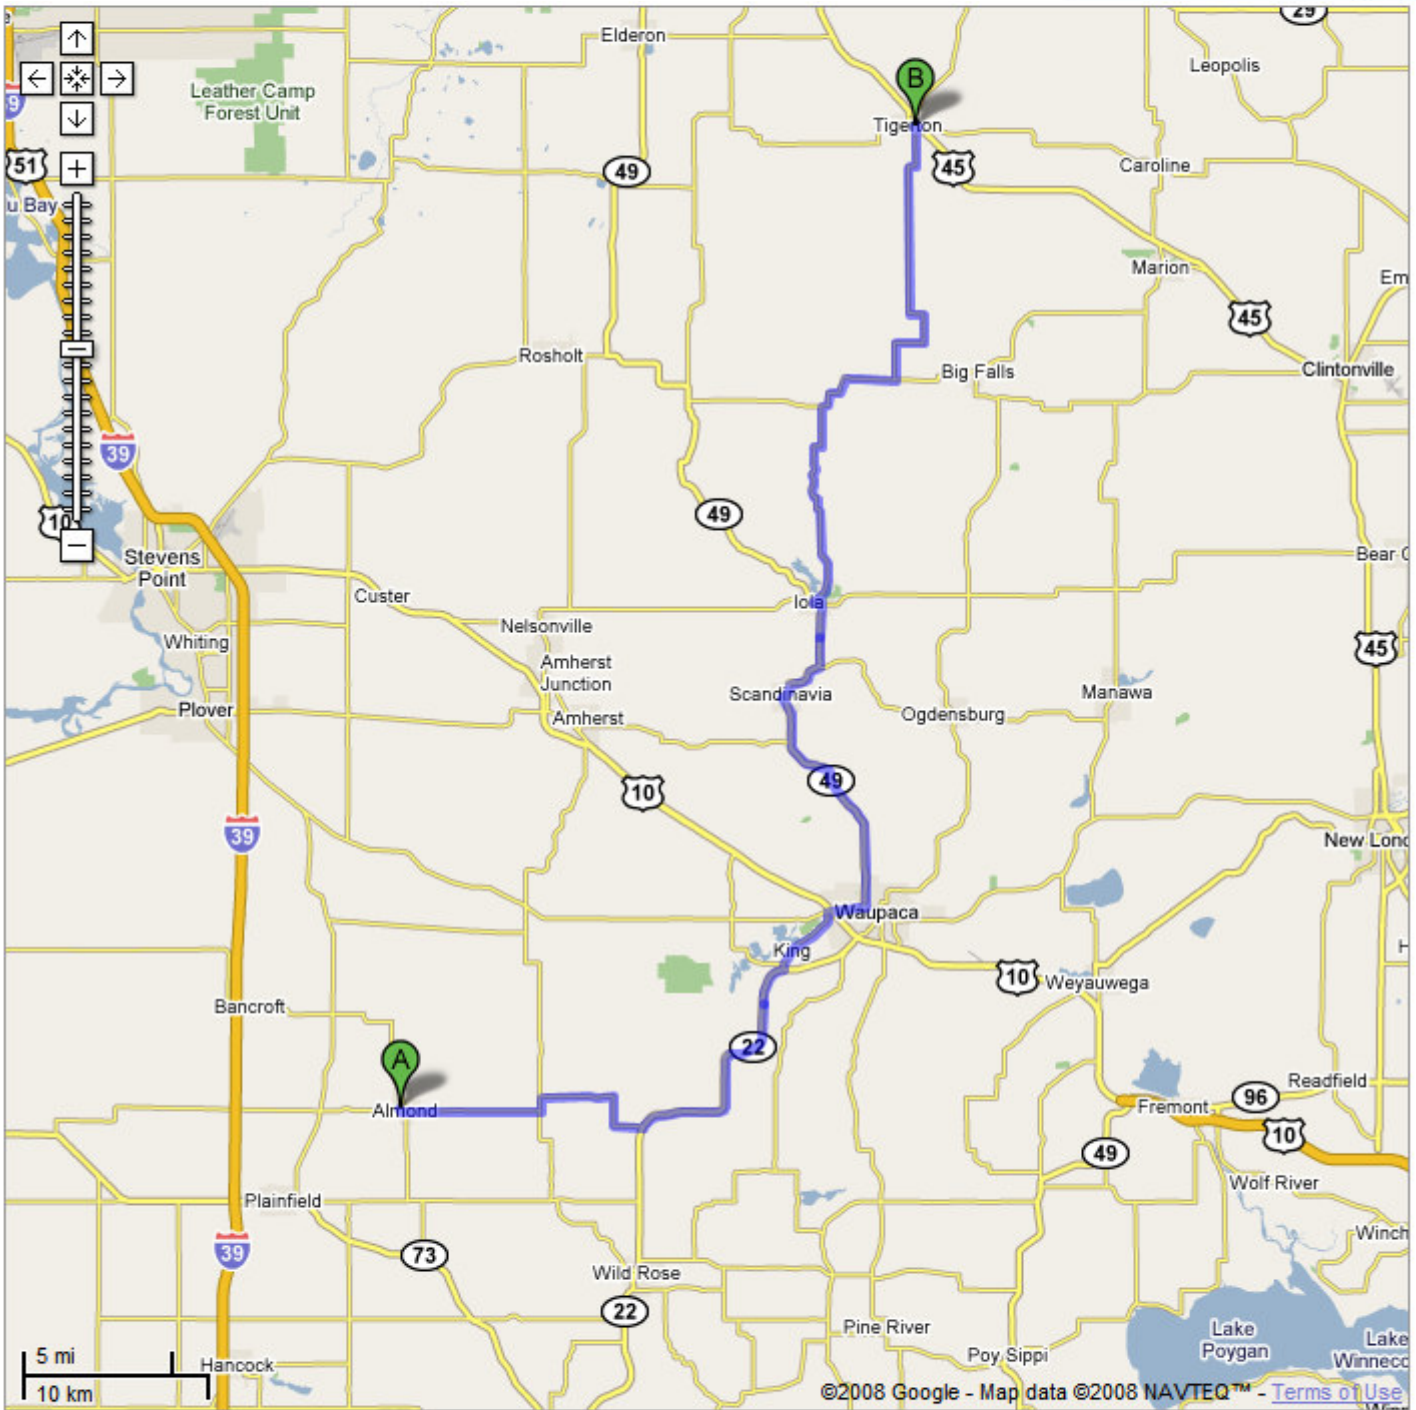 29
Elderon
Leopolis
B
Leather Camp
Forest Unit
Tigerton
9
51
49
45
Caroline
u Bay
Marion
Em
45
Rosholt
Big Falls
Clintonville
39
49
10
Stevens
Point
Bear C
Custer
Iola
Nelsonville
Whiting
45
Amherst
Junction
Scandinavia
Manawa
Plover
Amherst
Ogdensburg
49
10
39
New Lond
Waupaca
King
H
10
Weyauwega
Bancroft
22
A
Readfield
Almond
96
Fremont
10
49
Wolf River
Plainfield
Winch
39
73
Wild Rose
22
Pine River
Lake
Poygan
Lake
Winneco
5 mi
Hancock
Poy Sippi
10 km
©2008 Google - Map data ©2008 NAVTEQ™ - Terms of Use